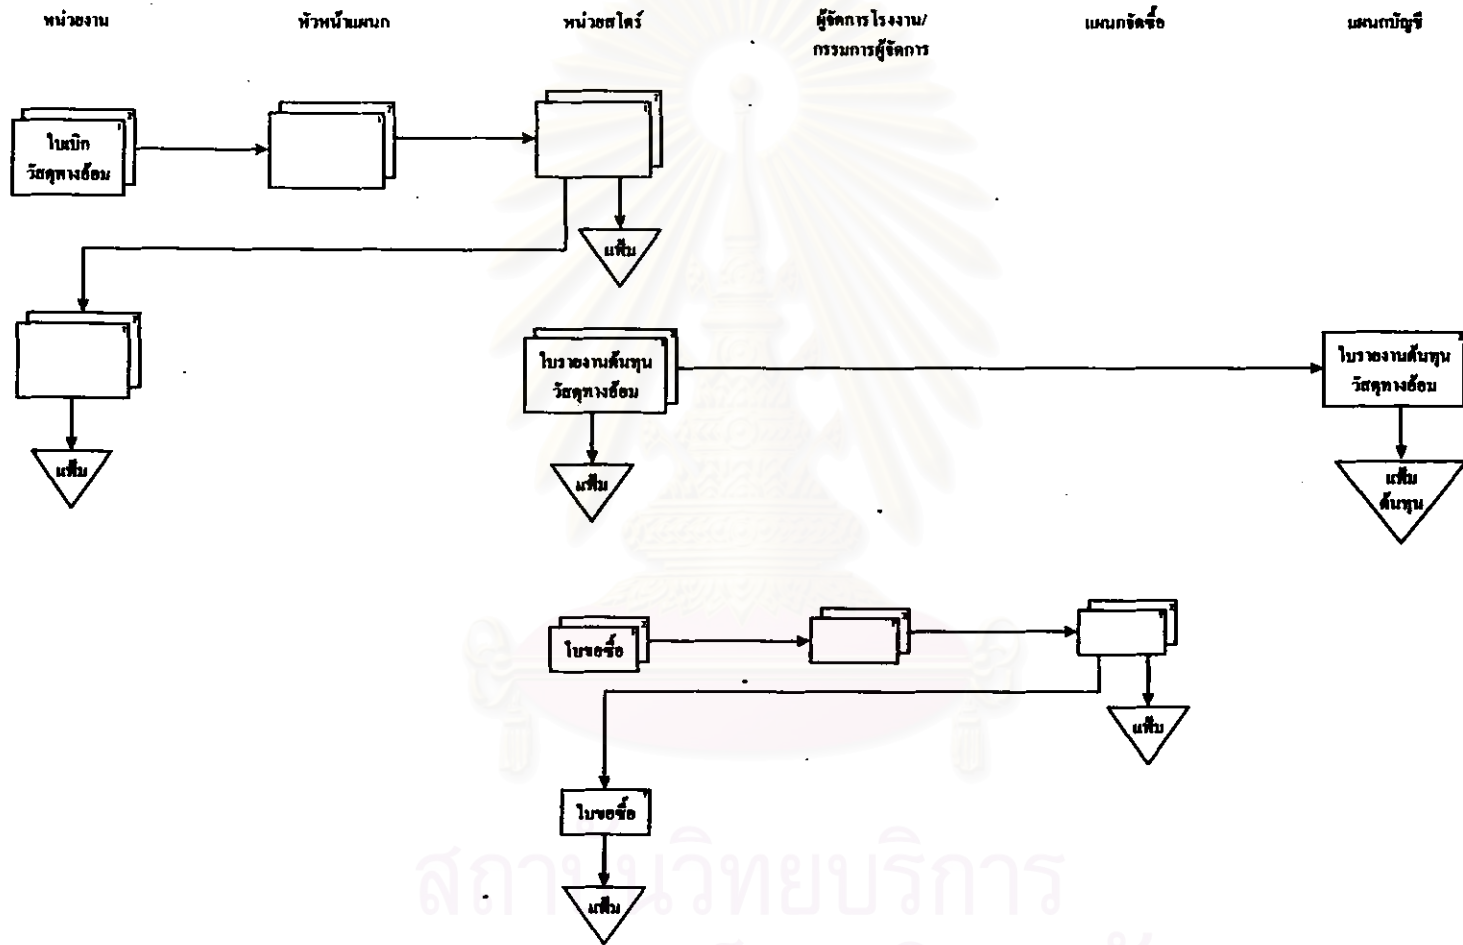 หน่วยงาน
หัวหน้าแผนก
หน่วยสโตร์
ผู้จัดการโรงงาน/
กรรมการผู้จัดการ
แผนกจัดซื้อ
แผนกบัญชี
ใบเบิก
วัสดุทางอ้อม
1
2
1
2
1
2
แฟ้ม
ใบรายงานต้นทุน
วัสดุทางอ้อม
ใบรายงานต้นทุน
วัสดุทางอ้อม
แฟ้ม
แฟ้ม
แฟ้ม
ต้นทุน
ใบขอซื้อ
แฟ้ม
ใบขอซื้อ
แฟ้ม
สถาบันวิทยบริการ